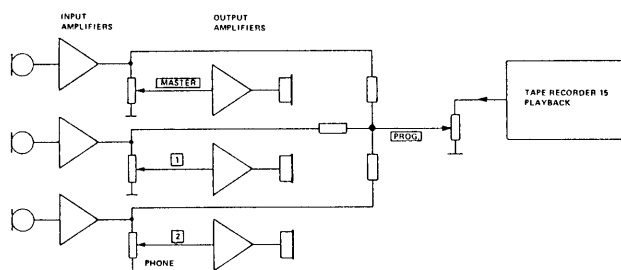 INPUT
AMPLIFIERS
OUTPUT
AMPLIFIERS
MASTER
TAPE RECORDER 15
PLAYBACK
PROG.
1
2
PHONE